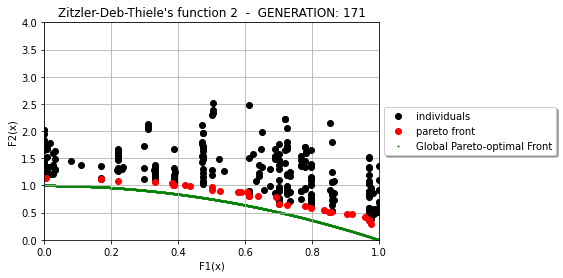 Zitzler-Deb-Thiele's function 2 - GENERATION: 171
4.0
3.5
3.0
2.5
2.0
1.5
1.0
0.5
0.0
F2(x)
0.0 0.2 0.4 0.6 0.8 1.0
F1(x)
individuals
pareto front
Global Pareto-optimal Front